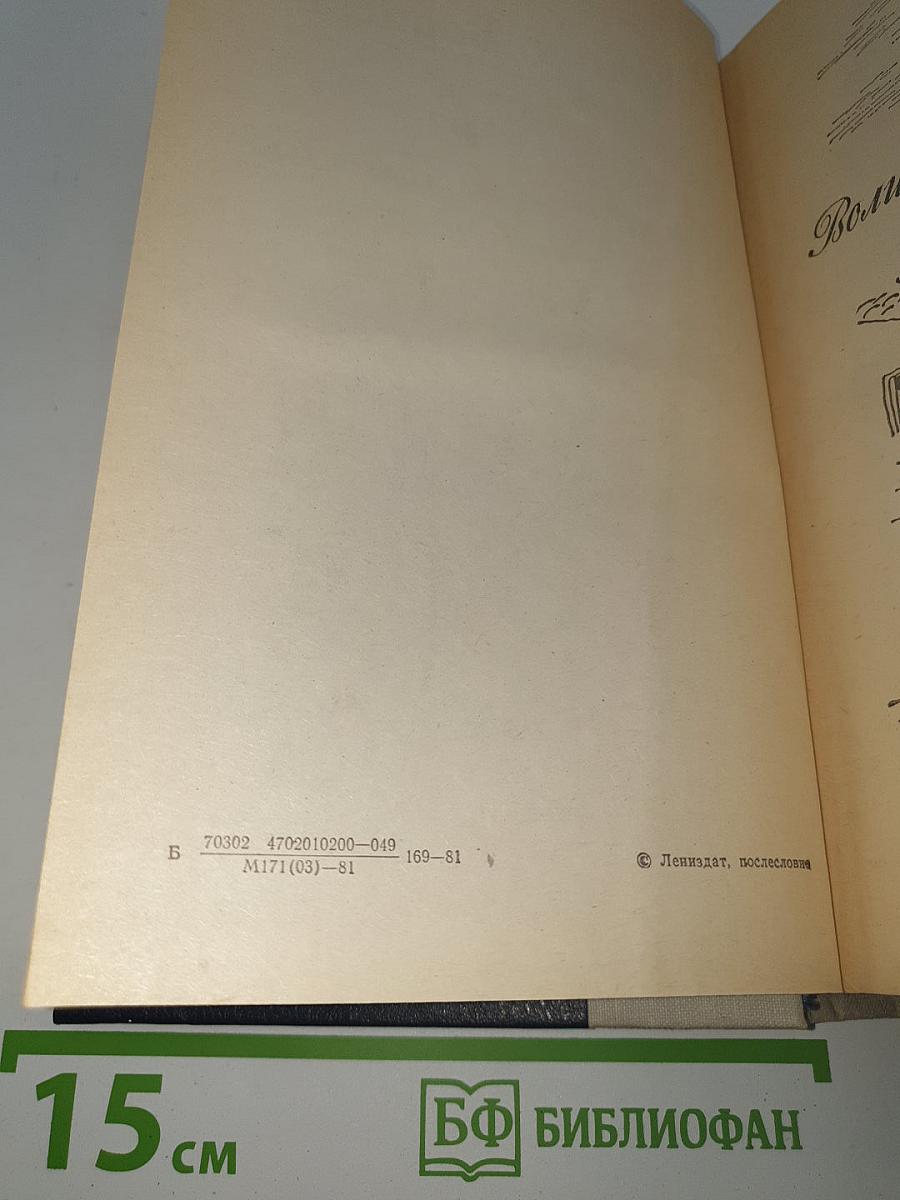 Б 70302 4702010200—049
М171(03)—81
169—81
© Лениздат, послесловие
15 см
БФ БИБЛИОФАН